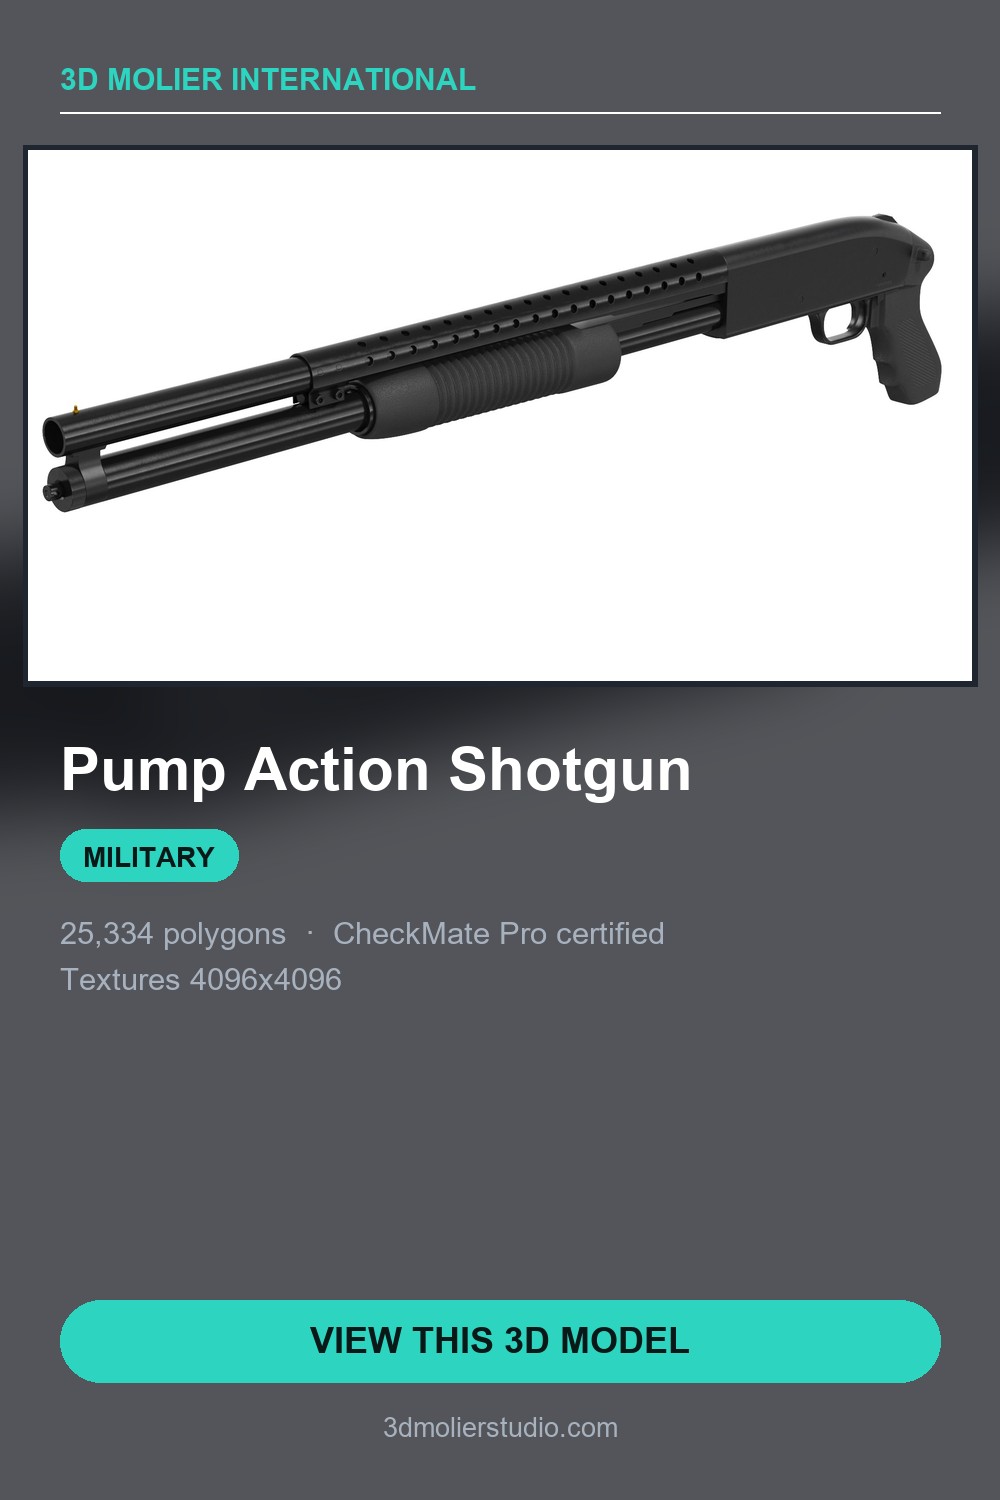 3D MOLIER INTERNATIONAL
Pump Action Shotgun
MILITARY
25,334 polygons · CheckMate Pro certified
Textures 4096x4096
VIEW THIS 3D MODEL
3dmolierstudio.com